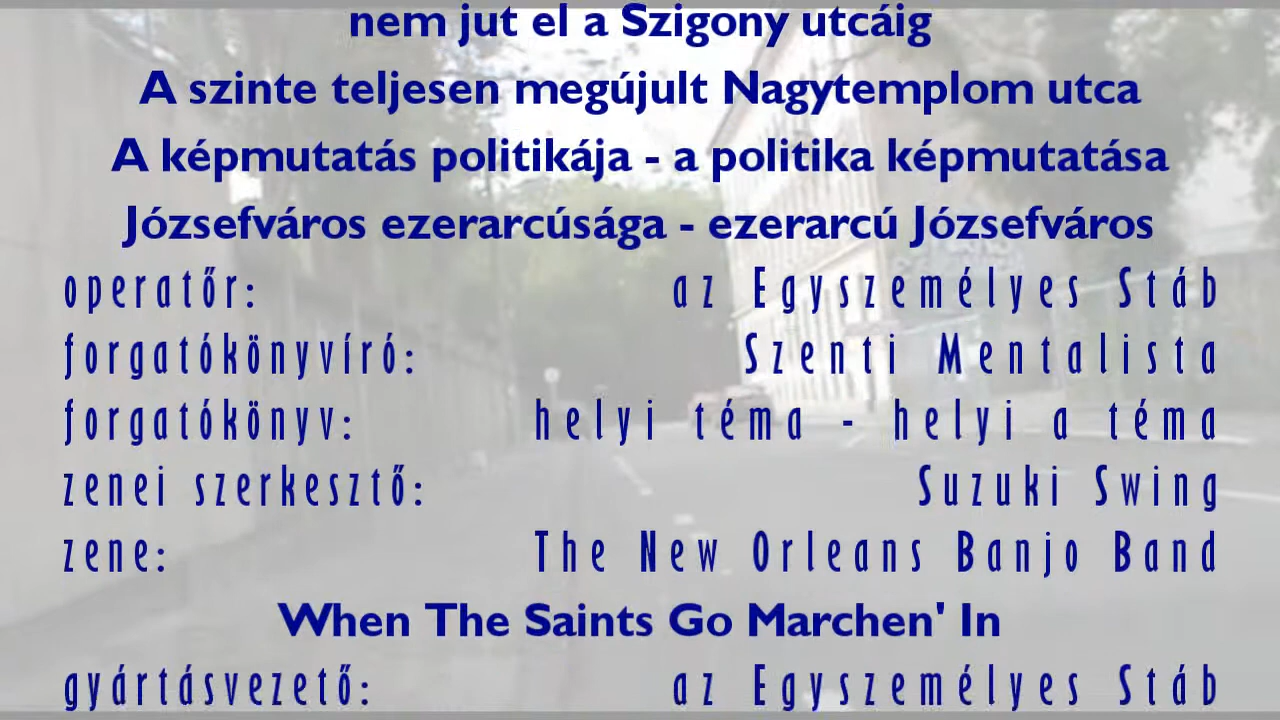 nem jut el a Szigony utcáig
A szinte teljesen megújult Nagytemplom utca
A képmutatás politikája - a politika képmutatása
Józsefváros ezerarcúsága - ezerarcú Józsefváros
operatőr: az Egyszemélyes Stáb
forgatókönyvíró: Szenti Mentalista
forgatókönyv: helyi téma - helyi a téma
zenei szerkesztő: Suzuki Swing
zene: The New Orleans Banjo Band
When The Saints Go Marchen' In
gyártásvezető: az Egyszemélyes Stáb